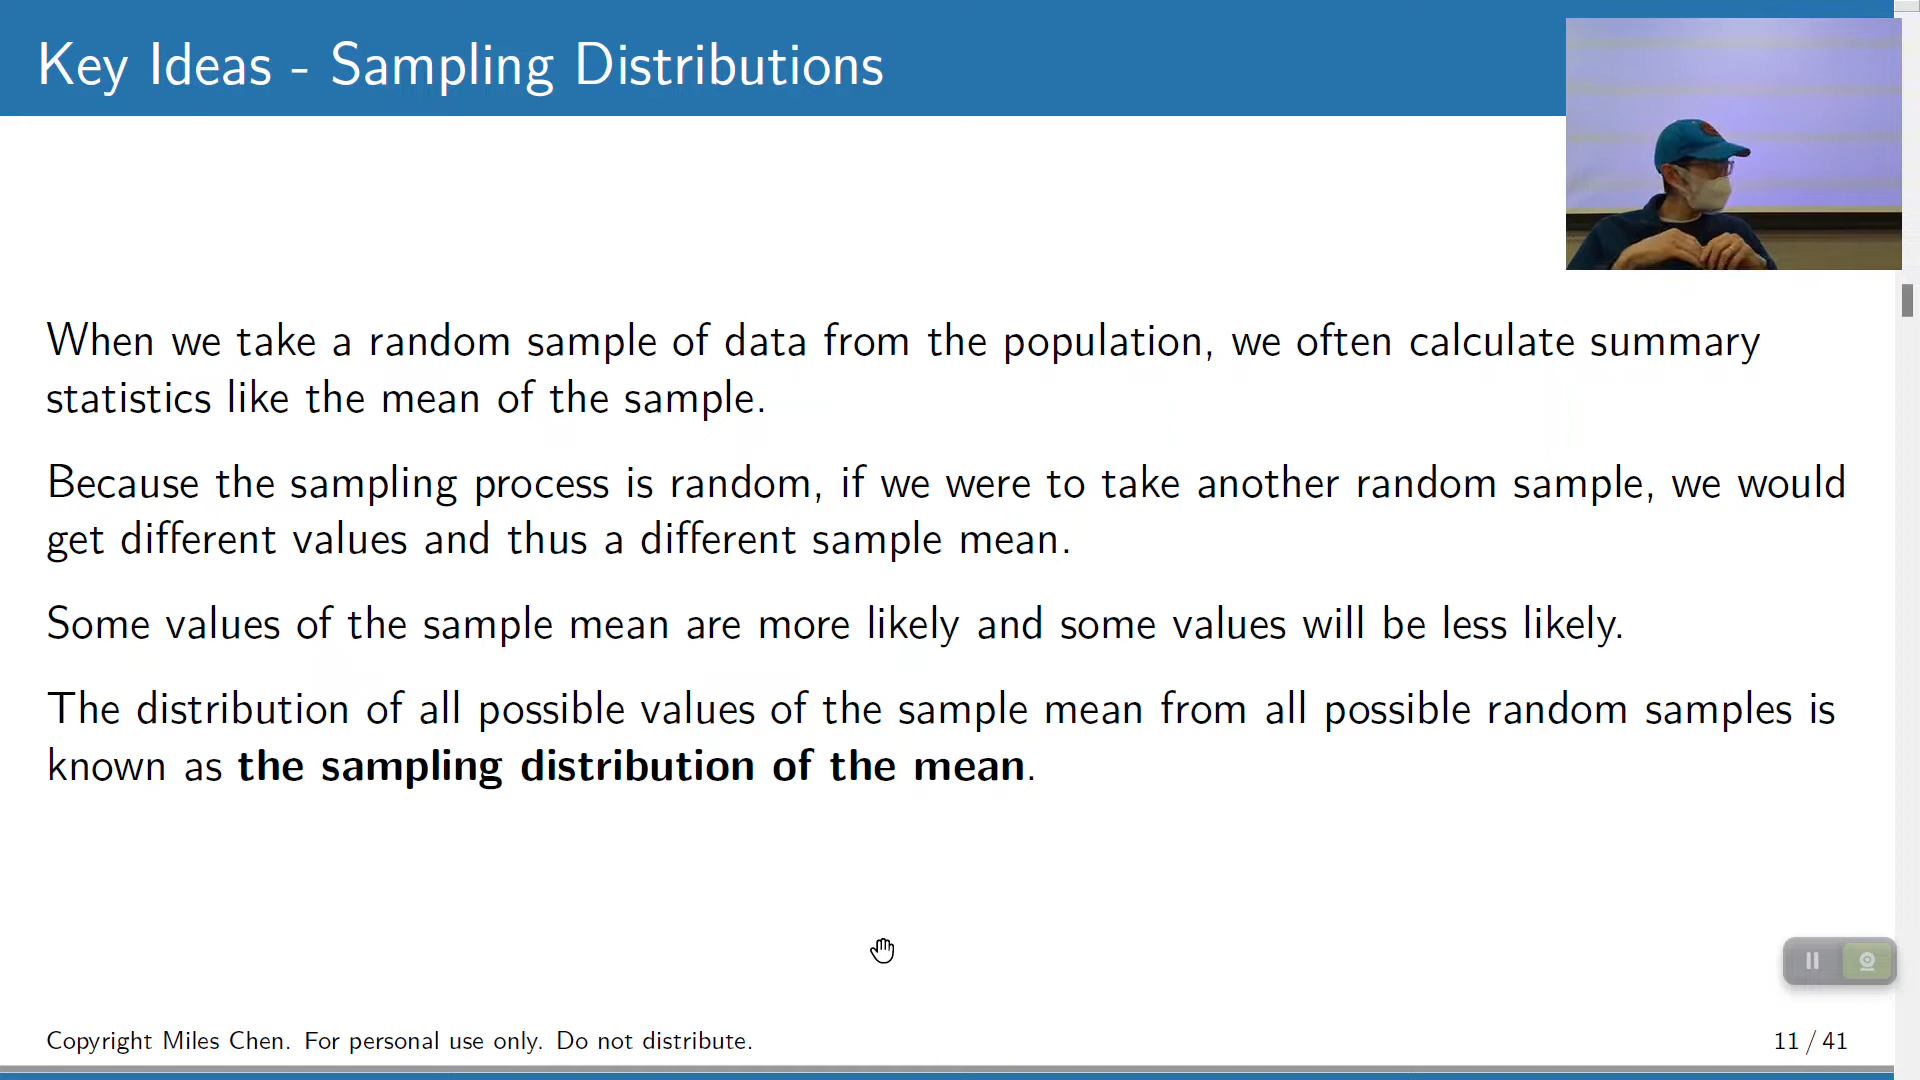 Key Ideas - Sampling Distributions
When we take a random sample of data from the population, we often calculate summary
statistics like the mean of the sample.
Because the sampling process is random, if we were to take another random sample, we would
get different values and thus a different sample mean.
Some values of the sample mean are more likely and some values will be less likely.
The distribution of all possible values of the sample mean from all possible random samples is
known as the sampling distribution of the mean.
Copyright Miles Chen. For personal use only. Do not distribute.
11 / 41